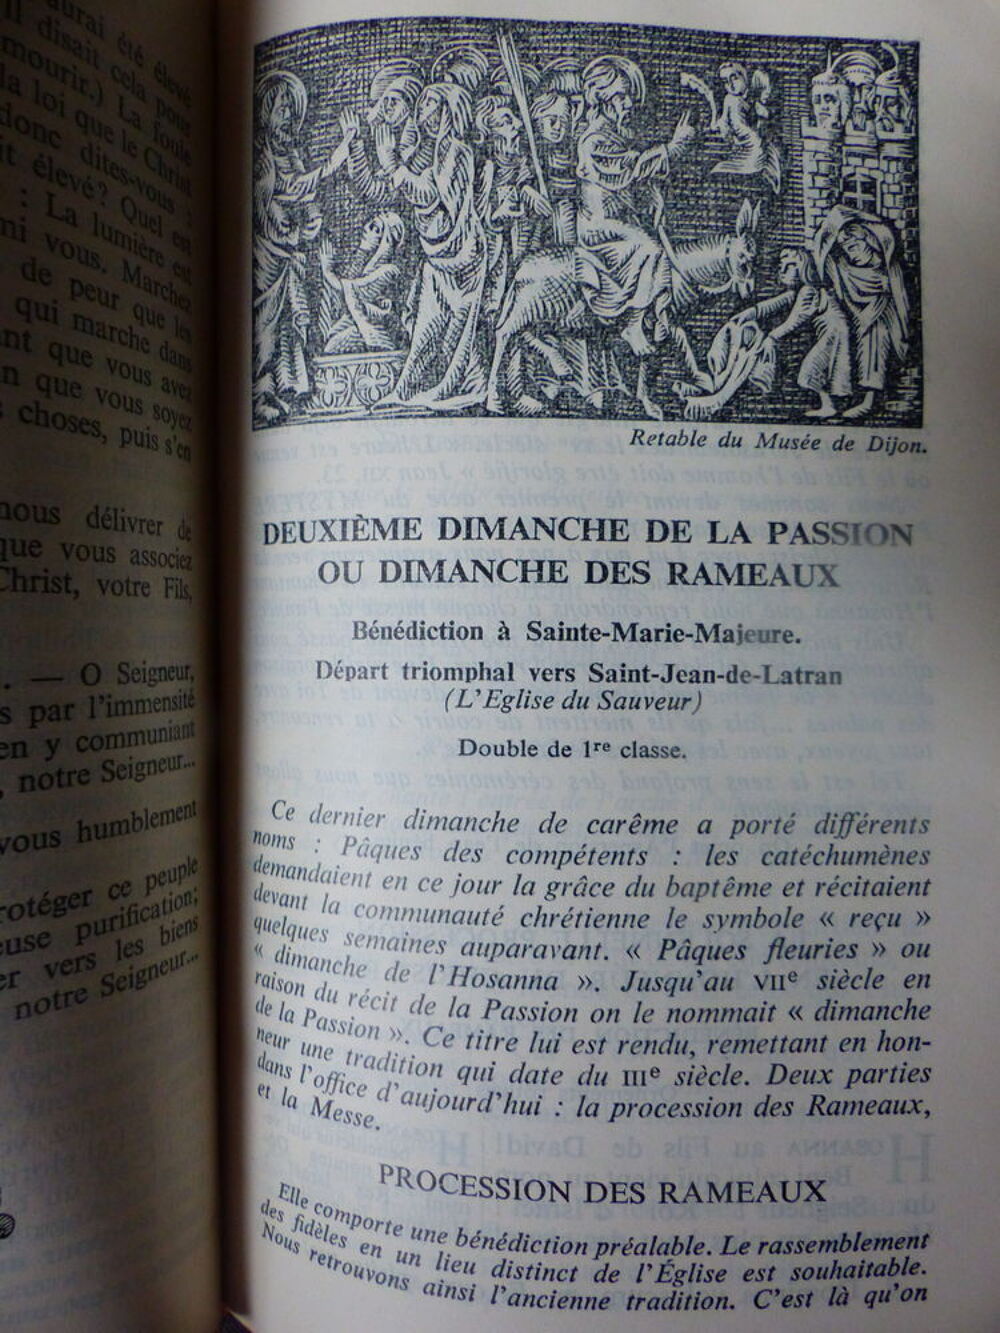 aurai été élevé
Il disait cela pour
mourir.) La foule
la loi que le Christ
donc dites-vous :
it élevé? Quel est
: La lumière est
mi vous. Marchez
de peur que les
qui marche dans
nt que vous avez
n que vous soyez
s choses, puis s'en
nous délivrer de
que vous associez
Christ, votre Fils,
. — O Seigneur,
s par l'immensité
en y communiant
, notre Seigneur...
vous humblement
rotéger ce peuple
euse purification;
er vers les biens
notre Seigneur...
Retable du Musée de Dijon.
DEUXIÈME DIMANCHE DE LA PASSION
OU DIMANCHE DES RAMEAUX
Bénédiction à Sainte-Marie-Majeure.
Départ triomphal vers Saint-Jean-de-Latran
(L'Eglise du Sauveur)
Double de 1re classe.
Ce dernier dimanche de carême a porté différents
noms : Pâques des compétents : les catéchumènes
demandaient en ce jour la grâce du baptême et récitaient
devant la communauté chrétienne le symbole « reçu »
quelques semaines auparavant. « Pâques fleuries » ou
« dimanche de l'Hosanna ». Jusqu'au VIIe siècle en
raison du récit de la Passion on le nommait « dimanche
de la Passion ». Ce titre lui est rendu, remettant en hon-
neur une tradition qui date du IIIe siècle. Deux parties
dans l'office d'aujourd'hui : la procession des Rameaux,
et la Messe.
PROCESSION DES RAMEAUX
Elle comporte une bénédiction préalable. Le rassemblement
des fidèles en un lieu distinct de l'Église est souhaitable.
Nous retrouvons ainsi l'ancienne tradition. C'est là qu'on